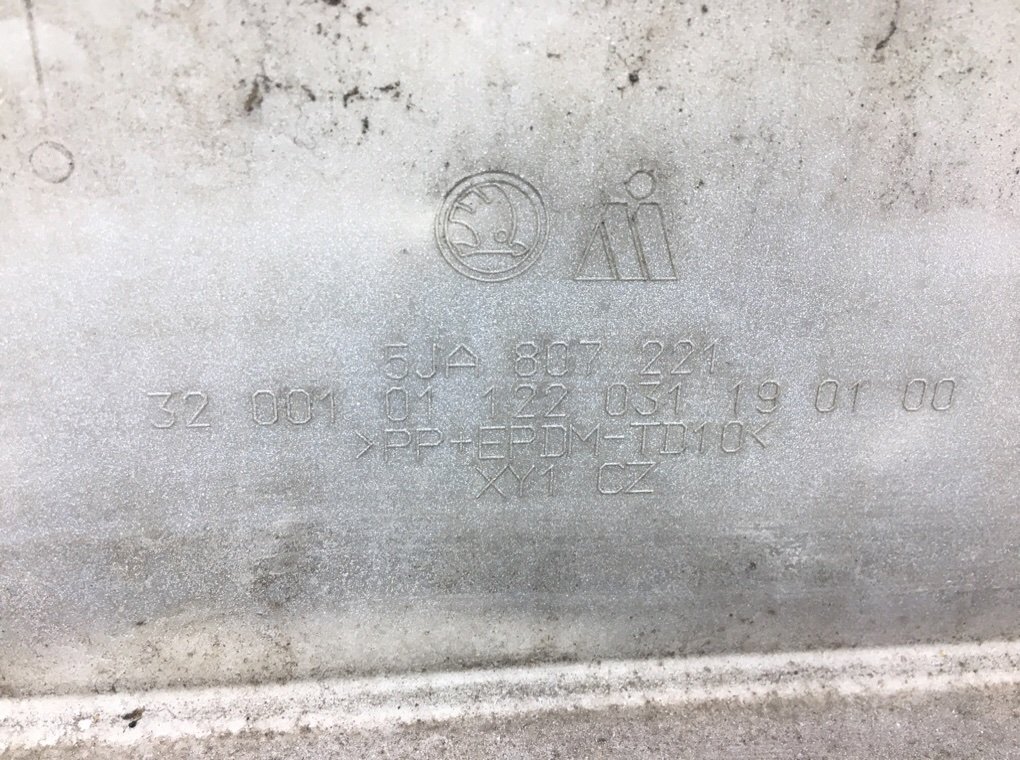 5JA 807 221
32 001 01 122 031 19 01 00
>PP+EPDM-TD10<
XY1 CZ